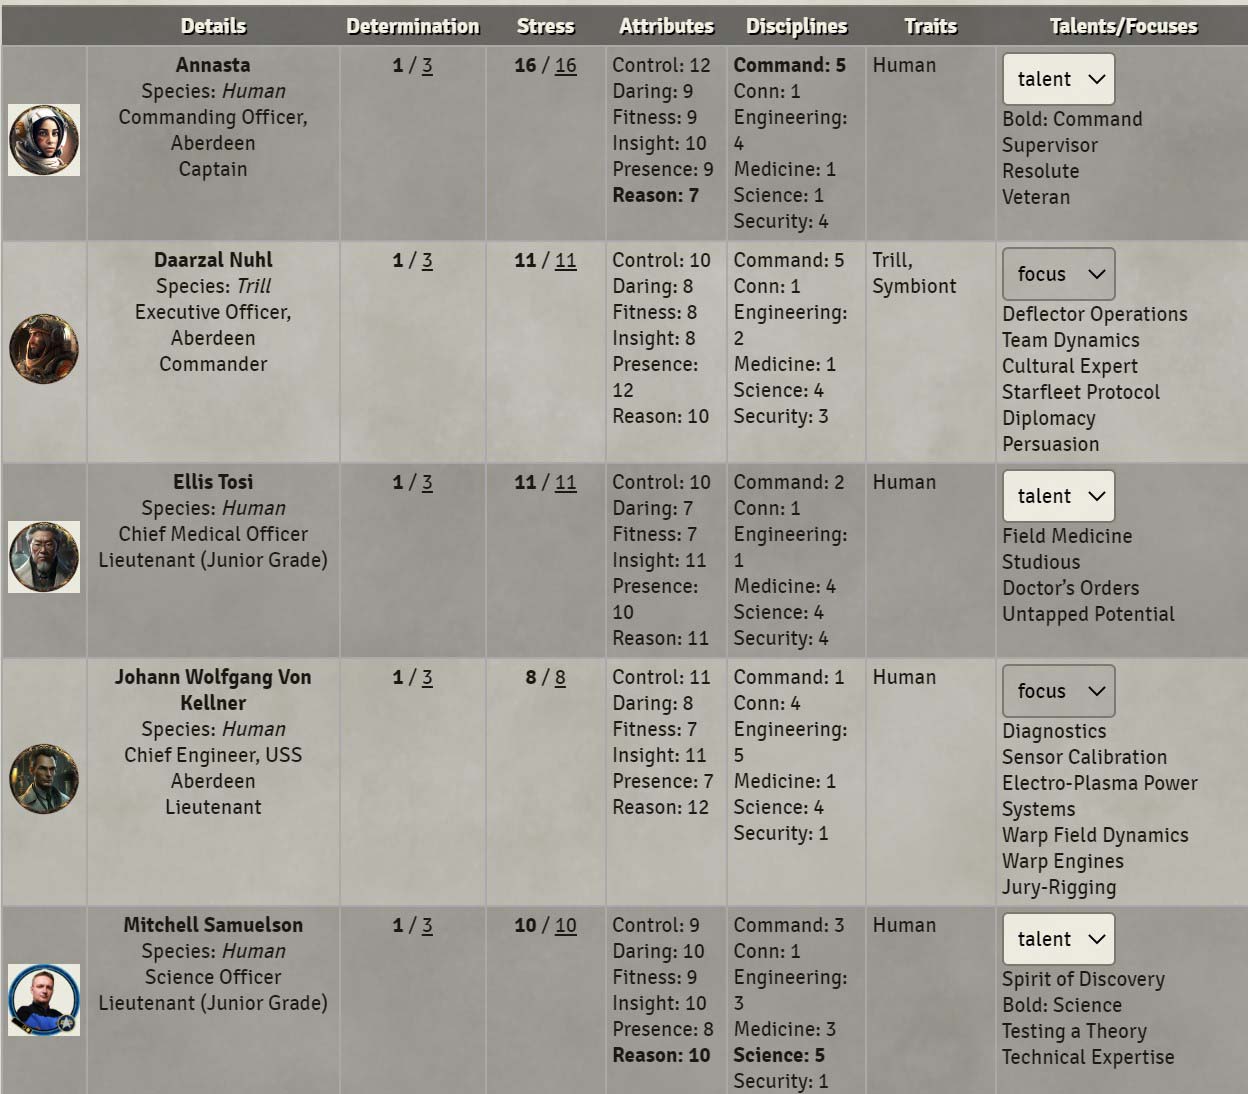 Details Determination Stress Attributes Disciplines Traits Talents/Focuses
Annasta
Species: Human
Commanding Officer,
Aberdeen
Captain
1 / 3
16 / 16
Control: 12
Daring: 9
Fitness: 9
Insight: 10
Presence: 9
Reason: 7
Command: 5
Conn: 1
Engineering:
4
Medicine: 1
Science: 1
Security: 4
Human
talent
Bold: Command
Supervisor
Resolute
Veteran
Daarzal Nuhl
Species: Trill
Executive Officer,
Aberdeen
Commander
1 / 3
11 / 11
Control: 10
Daring: 8
Fitness: 8
Insight: 8
Presence:
12
Reason: 10
Command: 5
Conn: 1
Engineering:
2
Medicine: 1
Science: 4
Security: 3
Trill,
Symbiont
focus
Deflector Operations
Team Dynamics
Cultural Expert
Starfleet Protocol
Diplomacy
Persuasion
Ellis Tosi
Species: Human
Chief Medical Officer
Lieutenant (Junior Grade)
1 / 3
11 / 11
Control: 10
Daring: 7
Fitness: 7
Insight: 11
Presence:
10
Reason: 11
Command: 2
Conn: 1
Engineering:
1
Medicine: 4
Science: 4
Security: 4
Human
talent
Field Medicine
Studious
Doctor’s Orders
Untapped Potential
Johann Wolfgang Von
Kellner
Species: Human
Chief Engineer, USS
Aberdeen
Lieutenant
1 / 3
8 / 8
Control: 11
Daring: 8
Fitness: 7
Insight: 11
Presence: 7
Reason: 12
Command: 1
Conn: 4
Engineering:
5
Medicine: 1
Science: 4
Security: 1
Human
focus
Diagnostics
Sensor Calibration
Electro-Plasma Power
Systems
Warp Field Dynamics
Warp Engines
Jury-Rigging
Mitchell Samuelson
Species: Human
Science Officer
Lieutenant (Junior Grade)
1 / 3
10 / 10
Control: 9
Daring: 10
Fitness: 9
Insight: 10
Presence: 8
Reason: 10
Command: 3
Conn: 1
Engineering:
3
Medicine: 3
Science: 5
Security: 1
Human
talent
Spirit of Discovery
Bold: Science
Testing a Theory
Technical Expertise